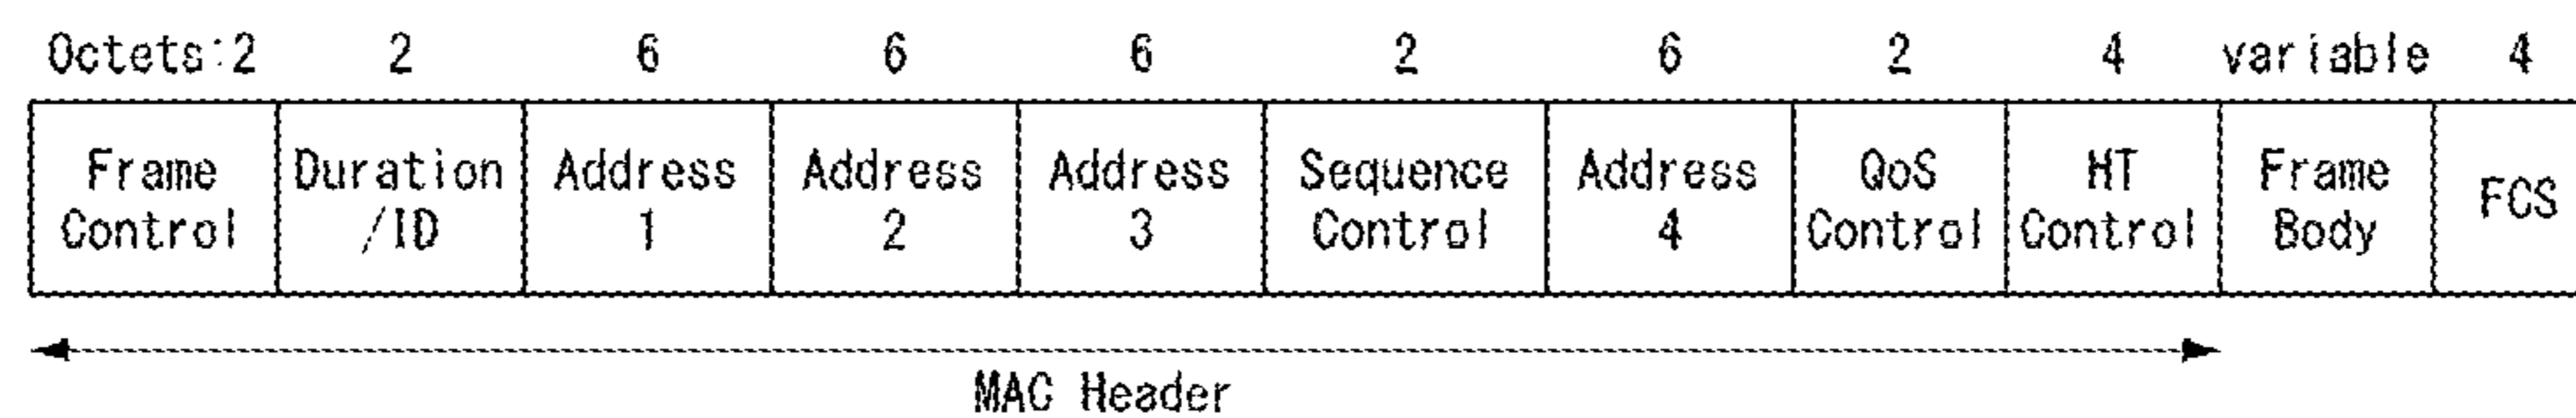 Octets:2 2 6 6 6 2 6 2 4 variable 4
Frame Control Duration /ID Address 1 Address 2 Address 3 Sequence Control Address 4 QoS Control HT Control Frame Body FCS
MAC Header